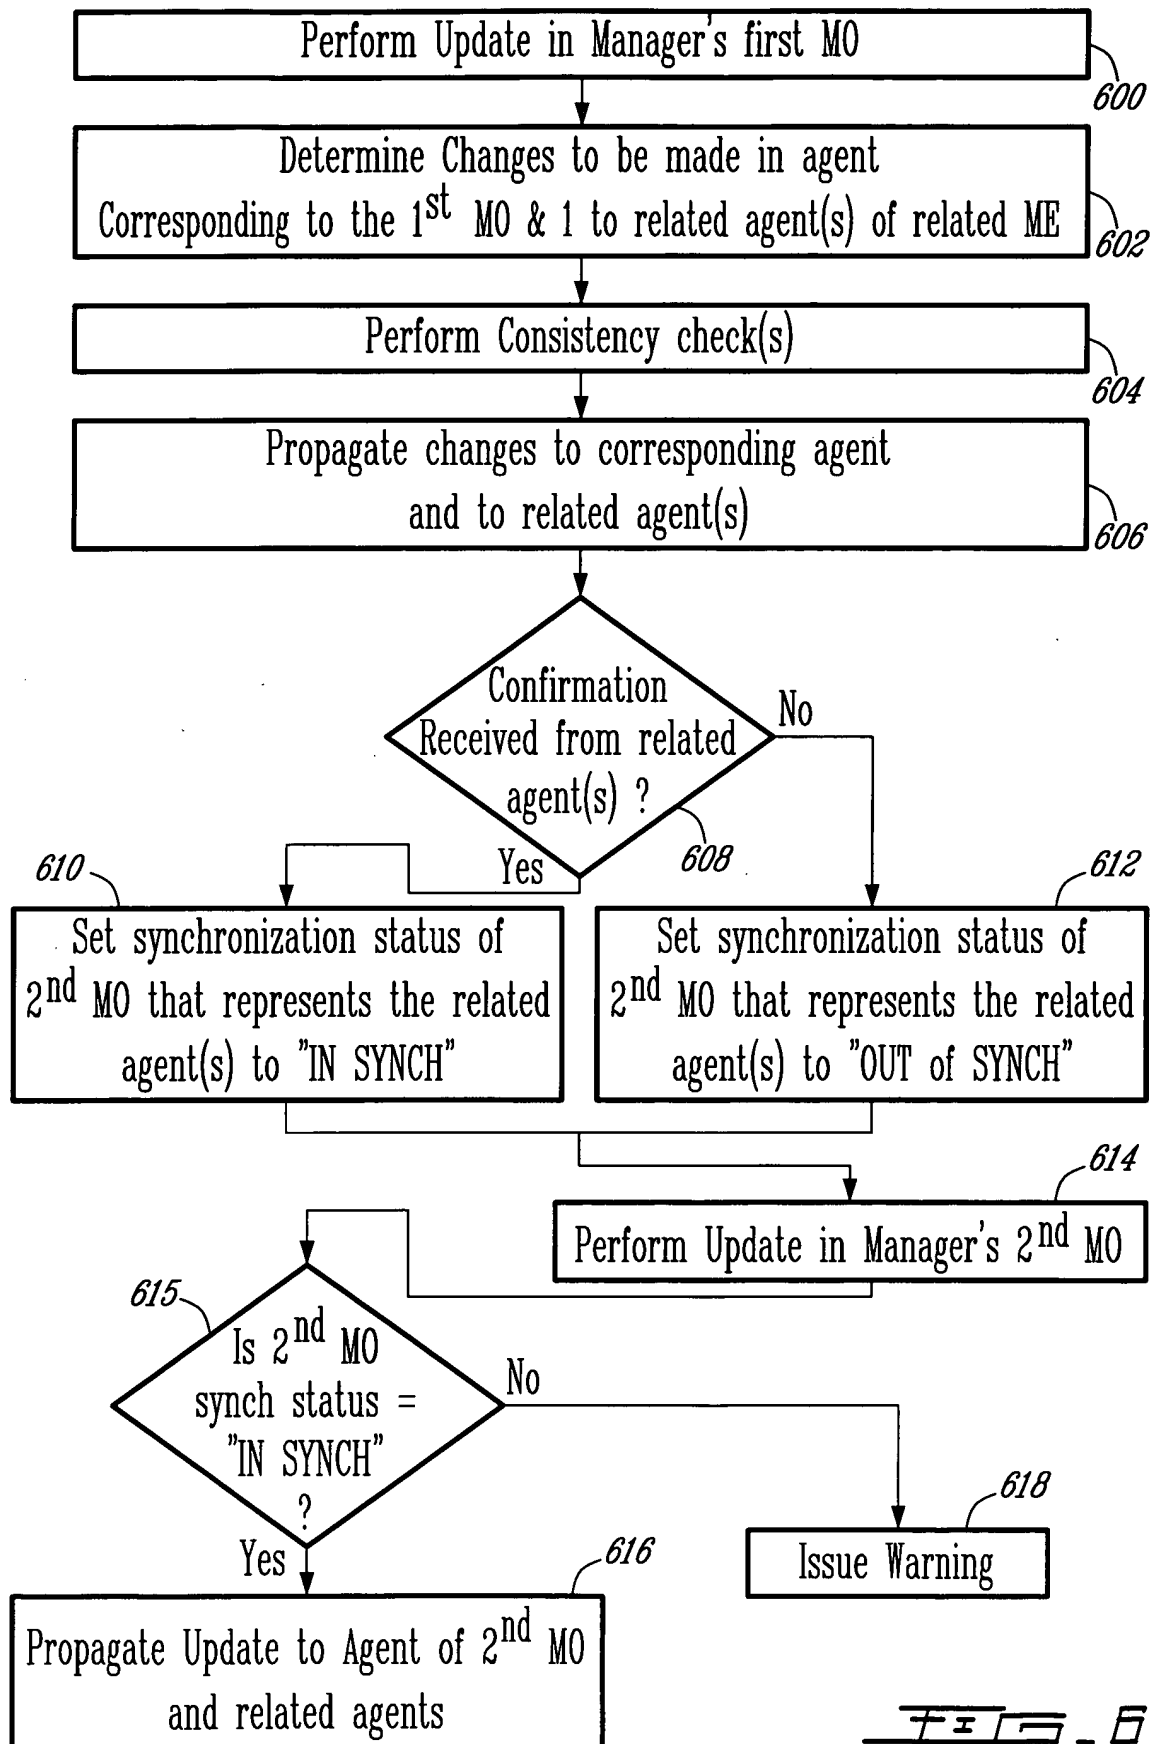 Perform Update in Manager's first MO
600
Determine Changes to be made in agent
Corresponding to the 1st MO & 1 to related agent(s) of related ME
602
Perform Consistency check(s)
604
Propagate changes to corresponding agent
and to related agent(s)
606
Confirmation
Received from related
agent(s) ?
No
Yes
608
610
612
Set synchronization status of
2nd MO that represents the related
agent(s) to "IN SYNCH"
Set synchronization status of
2nd MO that represents the related
agent(s) to "OUT of SYNCH"
614
Perform Update in Manager's 2nd MO
615
Is 2nd MO
synch status =
"IN SYNCH"
?
No
Yes
618
Issue Warning
616
Propagate Update to Agent of 2nd MO
and related agents
FIG. 6